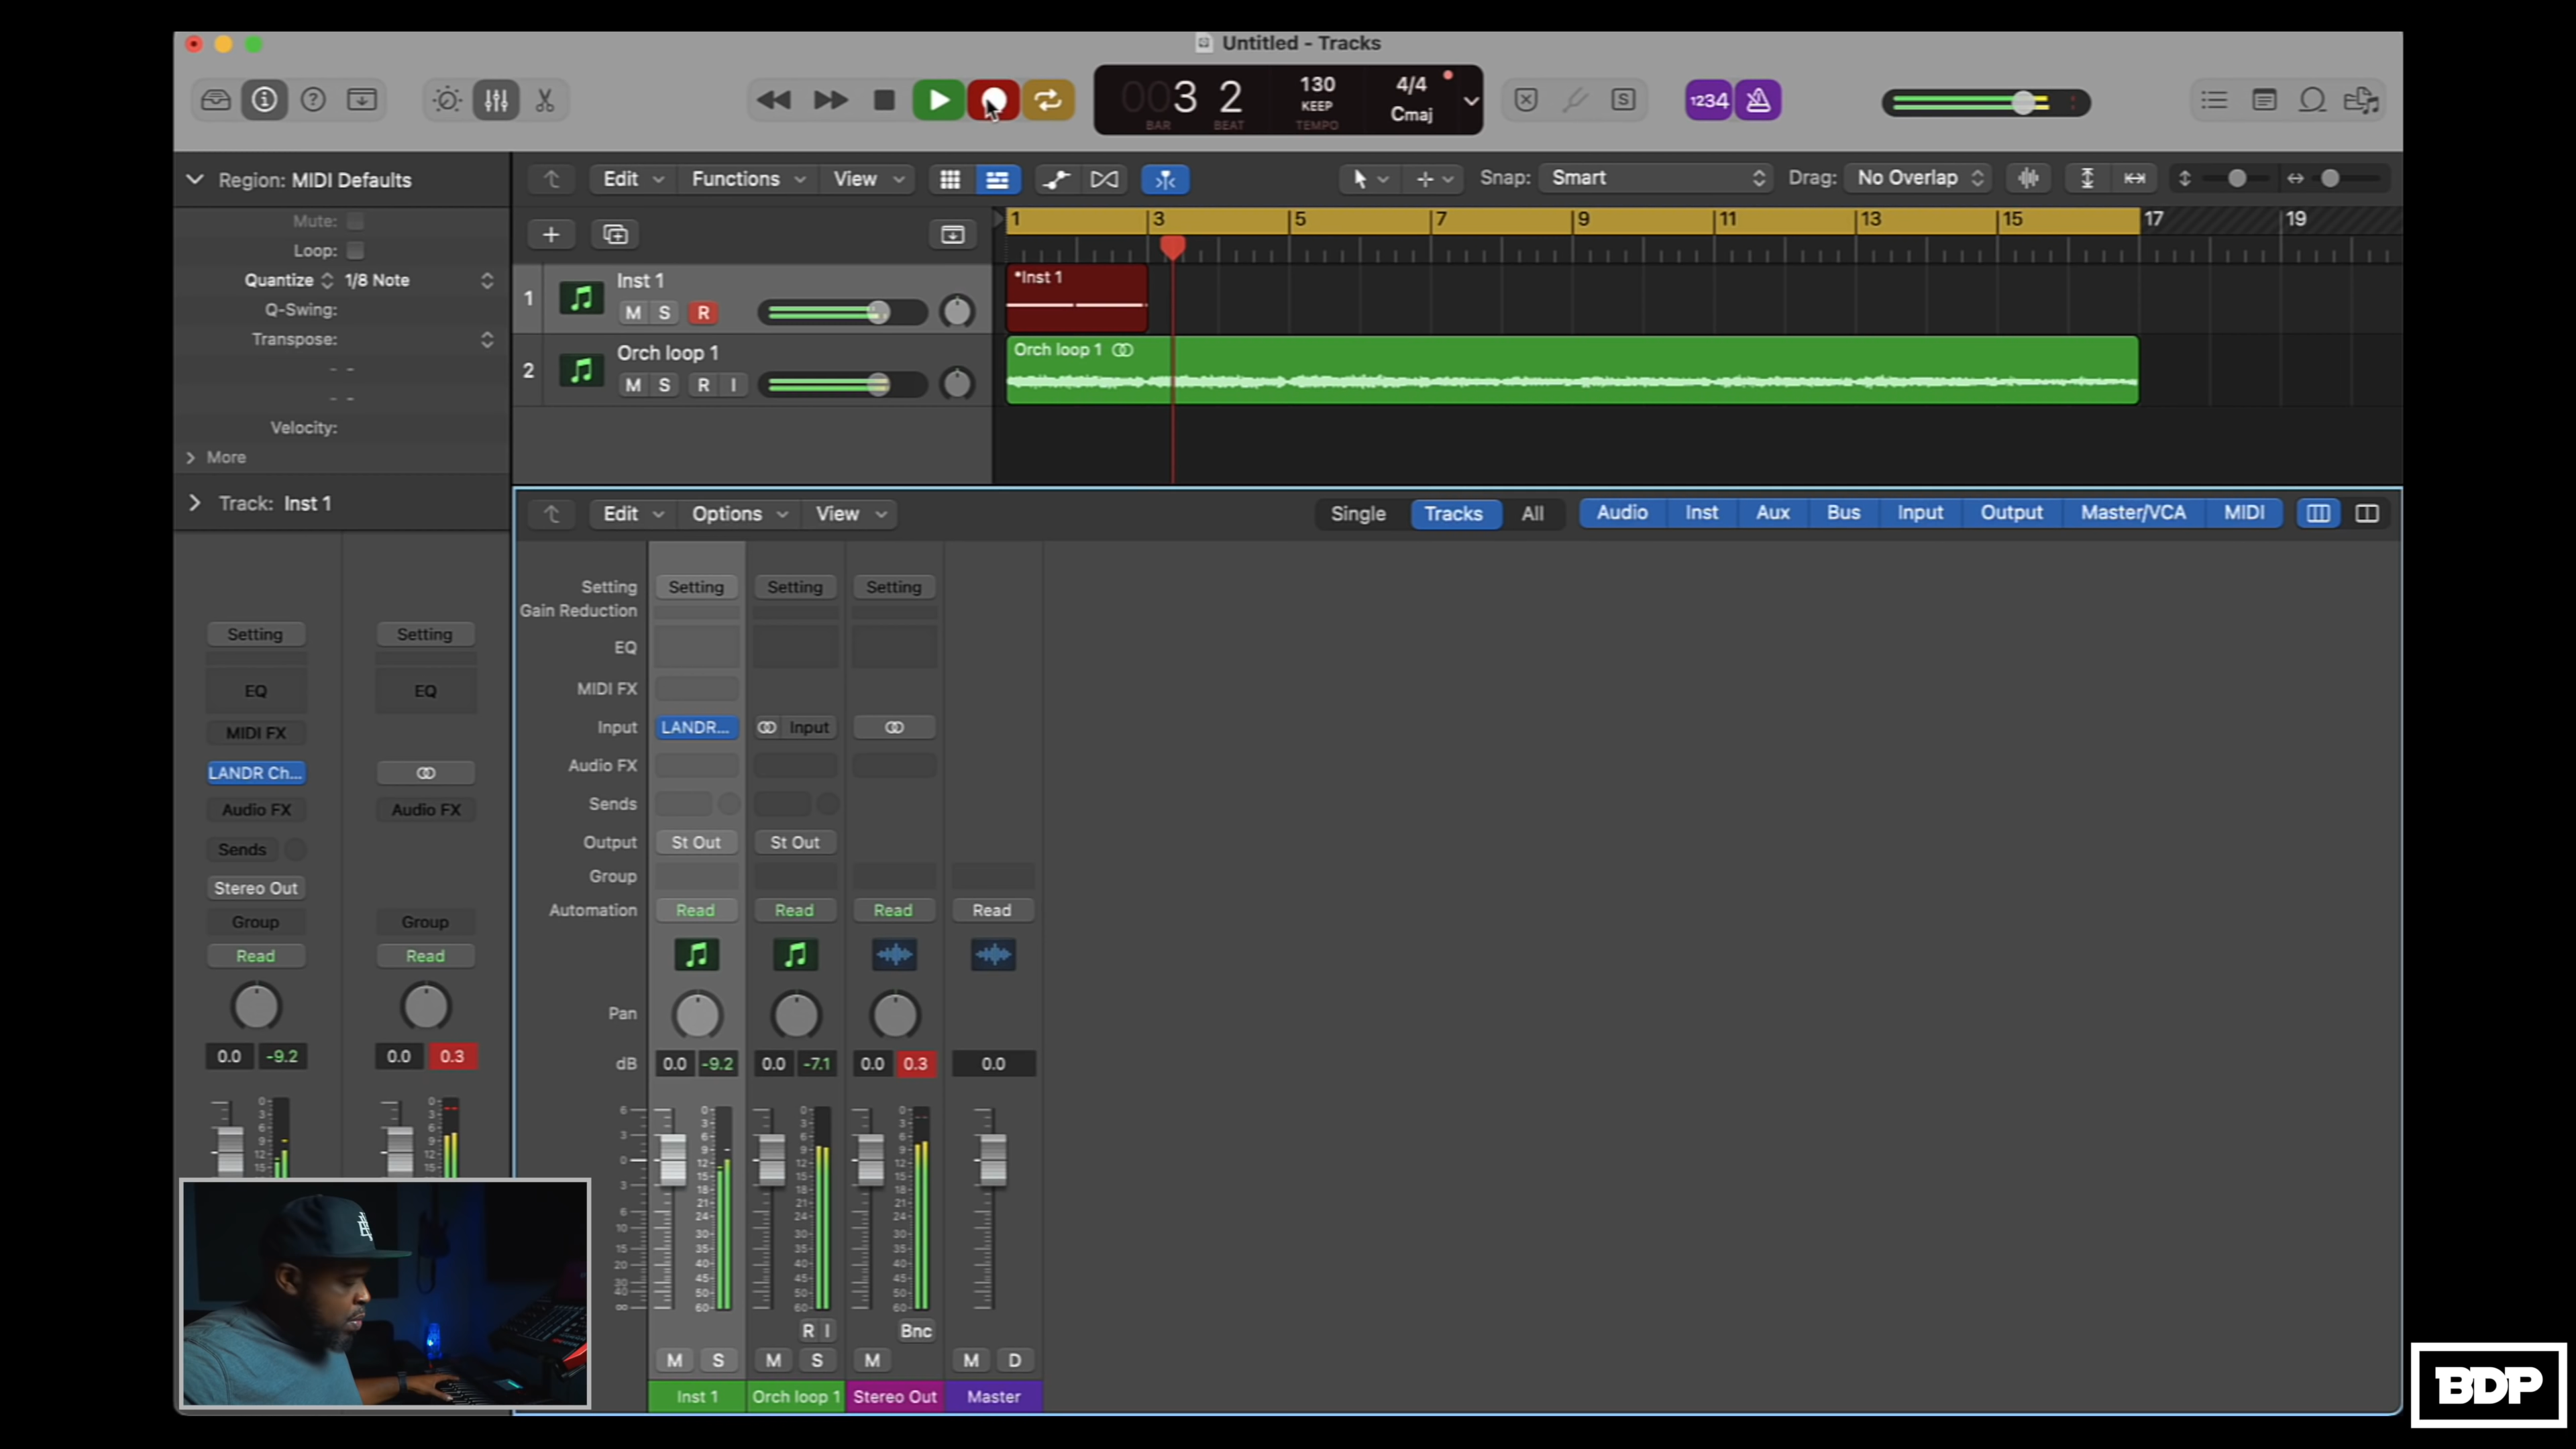 Untitled - Tracks
1234
003 2
BAR BEAT
130
KEEP
TEMPO
4/4
Cmaj
S
Region: MIDI Defaults
Mute:
Loop:
Quantize 1/8 Note
Q-Swing:
Transpose:
- -
- -
Velocity:
More
Track: Inst 1
Edit Functions View
Snap: Smart
Drag: No Overlap
1 3 5 7 9 11 13 15 17 19
1 Inst 1
M S R
*Inst 1
2 Orch loop 1
M S R I
Orch loop 1
Edit Options View
Single Tracks All
Audio Inst Aux Bus Input Output Master/VCA MIDI
Setting Setting
EQ EQ
MIDI FX
LANDR Ch...
Audio FX Audio FX
Sends
Stereo Out
Group Group
Read Read
0.0 -9.2 0.0 0.3
Setting Setting Setting Setting
Gain Reduction
EQ
MIDI FX
Input LANDR... Input
Audio FX
Sends
Output St Out St Out
Group
Automation Read Read Read Read
Pan
dB 0.0 -9.2 0.0 -7.1 0.0 0.3 0.0
R I Bnc
M S M S M M D
Inst 1 Orch loop 1 Stereo Out Master
BDP